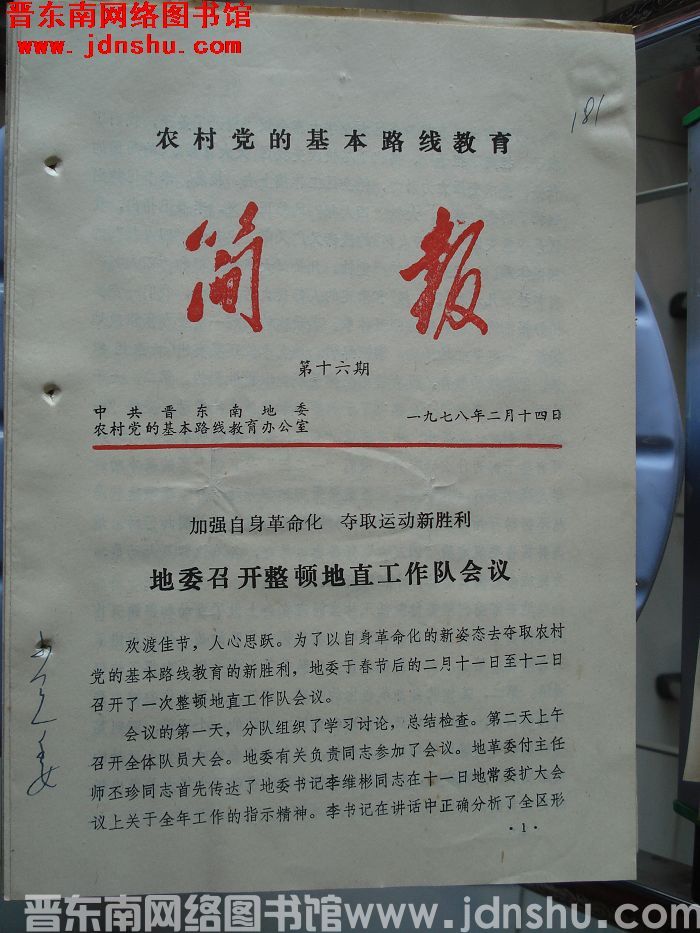 晋东南网络图书馆
www.jdnshu.com
181
农村党的基本路线教育
简报
第十六期
中共晋东南地委
农村党的基本路线教育办公室
一九七八年二月十四日
加强自身革命化 夺取运动新胜利
地委召开整顿地直工作队会议
欢渡佳节，人心思跃。为了以自身革命化的新姿态去夺取农村
党的基本路线教育的新胜利，地委于春节后的二月十一日至十二日
召开了一次整顿地直工作队会议。
会议的第一天，分队组织了学习讨论，总结检查。第二天上午
召开全体队员大会。地委有关负责同志参加了会议。地革委付主任
师丕珍同志首先传达了地委书记李维彬同志在十一日地常委扩大会
议上关于全年工作的指示精神。李书记在讲话中正确分析了全区形
·1·
晋东南网络图书馆www.jdnshu.com